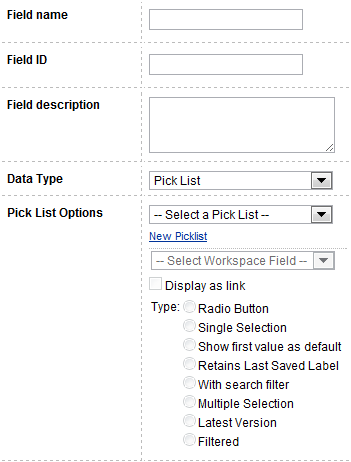 Field name
Field ID
Field description
Data Type
Pick List
Pick List Options
-- Select a Pick List --
New Picklist
-- Select Workspace Field --
Display as link
Type:
Radio Button
Single Selection
Show first value as default
Retains Last Saved Label
With search filter
Multiple Selection
Latest Version
Filtered